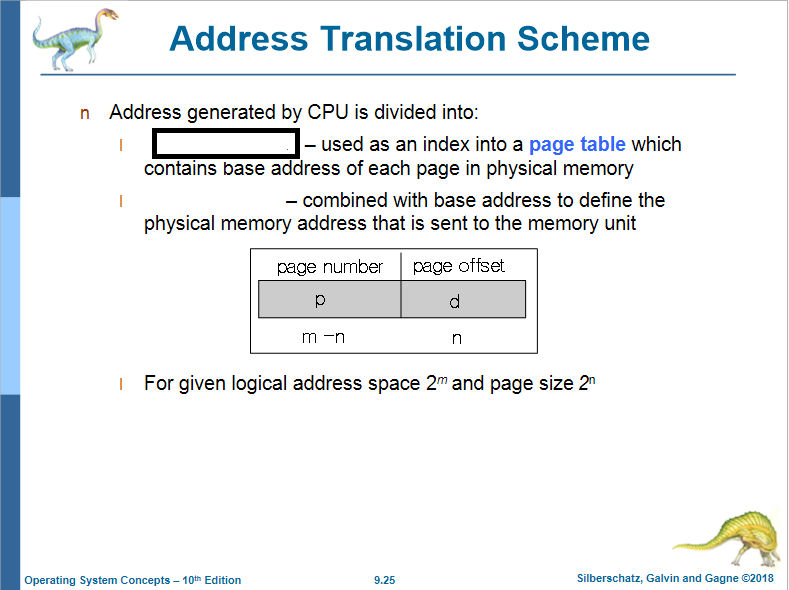 Address Translation Scheme
n Address generated by CPU is divided into:
l – used as an index into a page table which
contains base address of each page in physical memory
l – combined with base address to define the
physical memory address that is sent to the memory unit
page number page offset
p d
m -n n
l For given logical address space 2^m and page size 2^n
Operating System Concepts – 10th Edition 9.25 Silberschatz, Galvin and Gagne ©2018